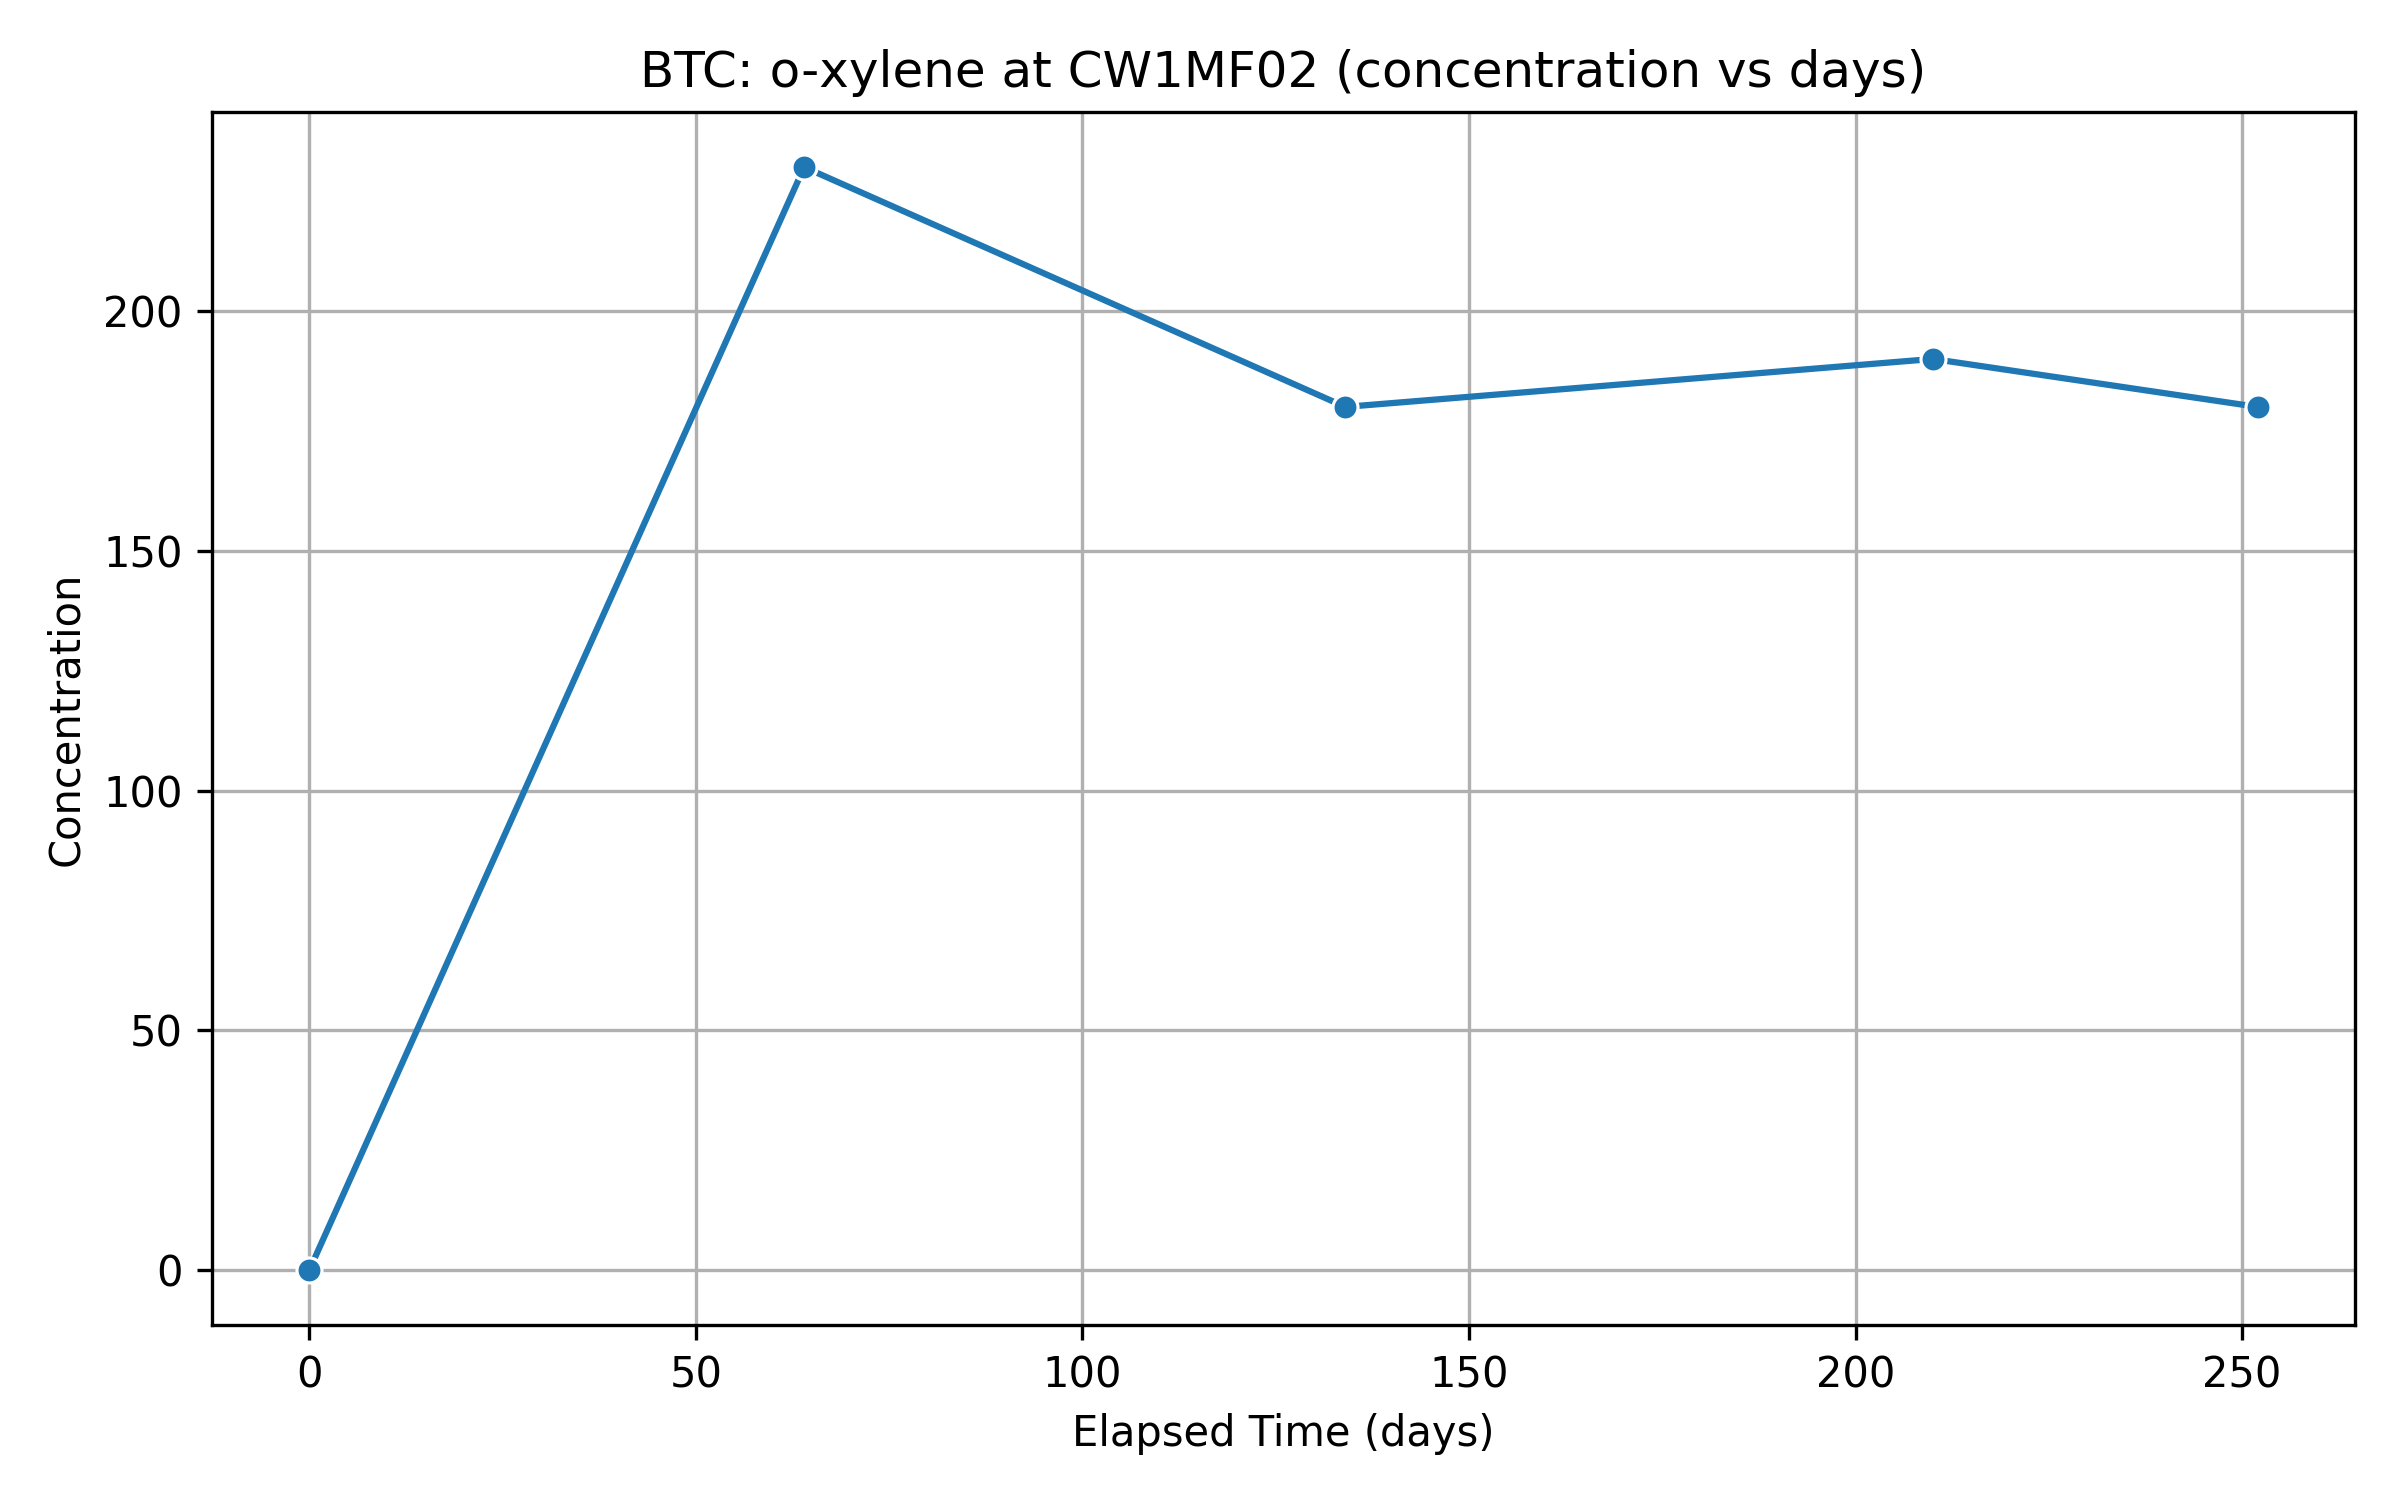 BTC: o-xylene at CW1MF02 (concentration vs days)
Concentration
200
150
100
50
0
0 50 100 150 200 250
Elapsed Time (days)